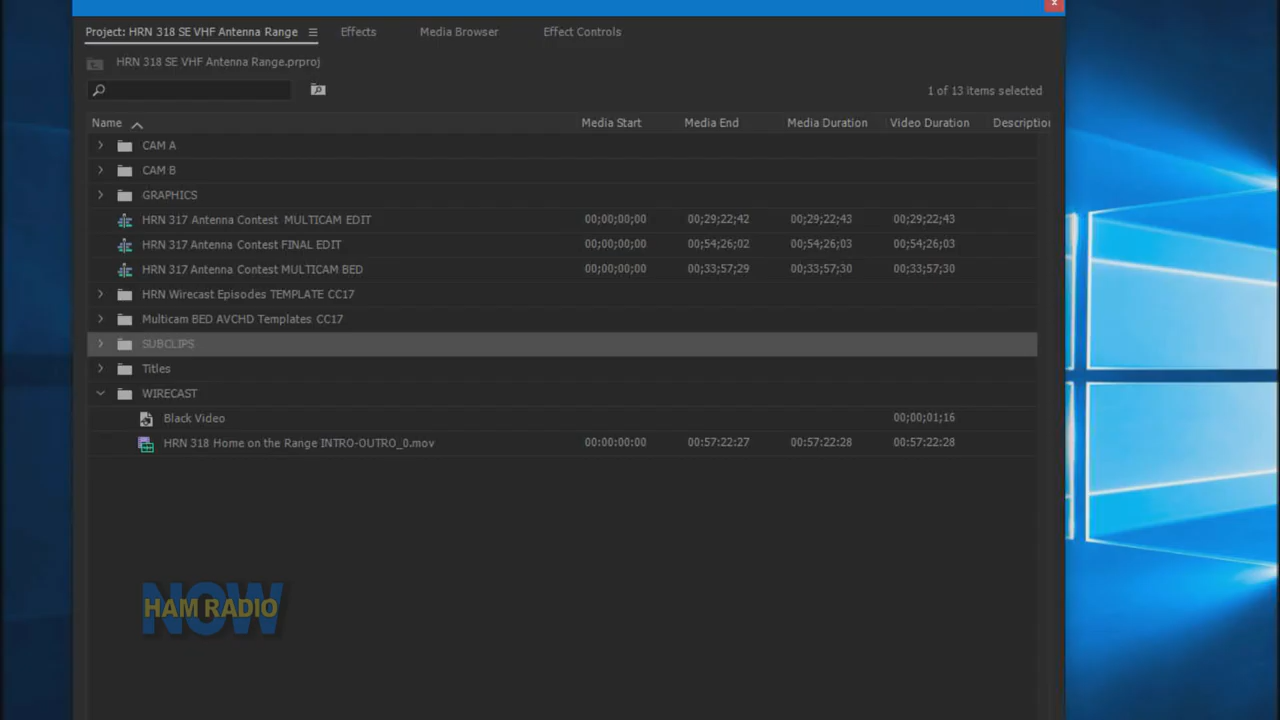 Project: HRN 318 SE VHF Antenna Range Effects Media Browser Effect Controls
HRN 318 SE VHF Antenna Range.prproj
1 of 13 items selected
Name Media Start Media End Media Duration Video Duration Descriptio
CAM A
CAM B
GRAPHICS
HRN 317 Antenna Contest  MULTICAM EDIT 00;00;00;00 00;29;22;42 00;29;22;43 00;29;22;43
HRN 317 Antenna Contest FINAL EDIT 00;00;00;00 00;54;26;02 00;54;26;03 00;54;26;03
HRN 317 Antenna Contest MULTICAM BED 00;00;00;00 00;33;57;29 00;33;57;30 00;33;57;30
HRN Wirecast Episodes TEMPLATE CC17
Multicam BED AVCHD Templates CC17
SUBCLIPS
Titles
WIRECAST
Black Video 00;00;01;16
HRN 318 Home on the Range INTRO-OUTRO_0.mov 00:00:00:00 00:57:22:27 00:57:22:28 00:57:22:28
NOW
HAM RADIO